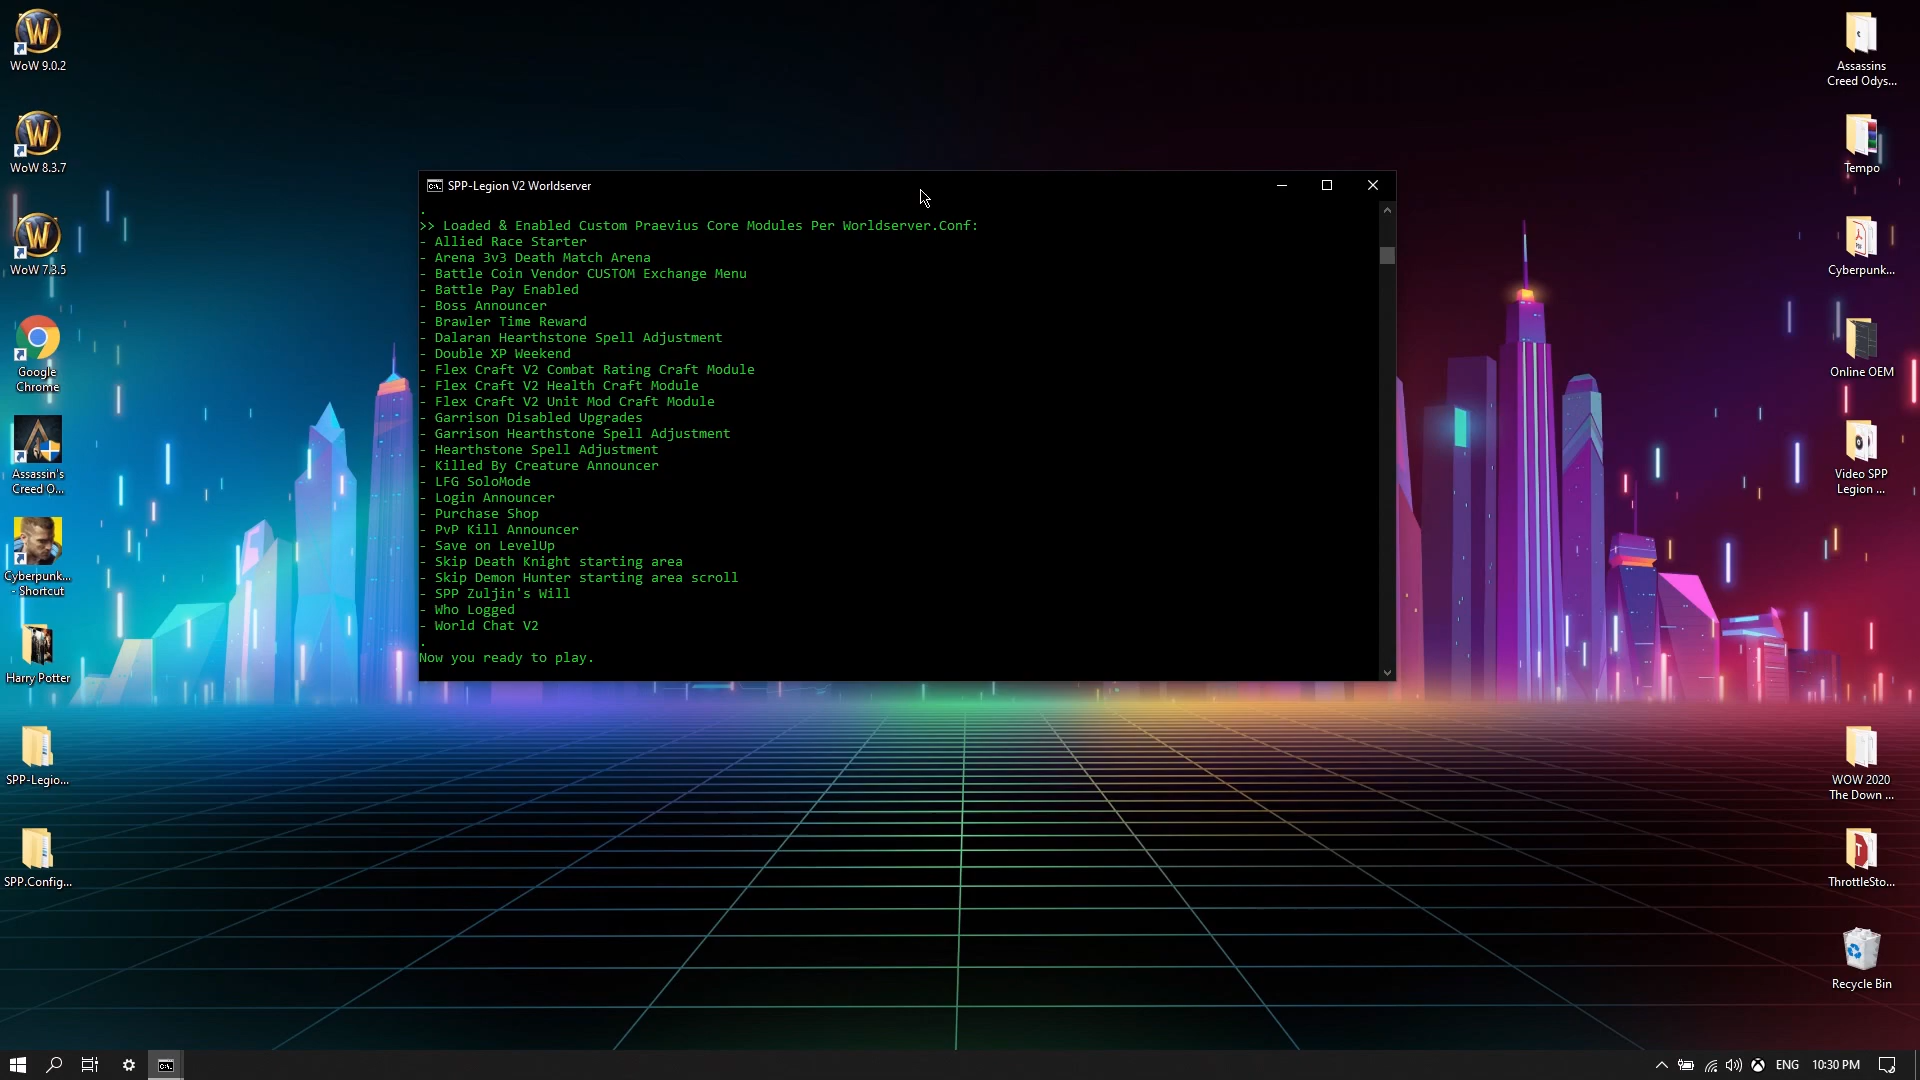 WoW 9.0.2
WoW 8.3.7
WoW 7.3.5
Google
Chrome
Assassin's
Creed O...
Cyberpunk...
- Shortcut
Harry Potter
SPP-Legio...
SPP.Config...
SPP-Legion V2 Worldserver
.
>> Loaded & Enabled Custom Praevius Core Modules Per Worldserver.Conf:
- Allied Race Starter
- Arena 3v3 Death Match Arena
- Battle Coin Vendor CUSTOM Exchange Menu
- Battle Pay Enabled
- Boss Announcer
- Brawler Time Reward
- Dalaran Hearthstone Spell Adjustment
- Double XP Weekend
- Flex Craft V2 Combat Rating Craft Module
- Flex Craft V2 Health Craft Module
- Flex Craft V2 Unit Mod Craft Module
- Garrison Disabled Upgrades
- Garrison Hearthstone Spell Adjustment
- Hearthstone Spell Adjustment
- Killed By Creature Announcer
- LFG SoloMode
- Login Announcer
- Purchase Shop
- PvP Kill Announcer
- Save on LevelUp
- Skip Death Knight starting area
- Skip Demon Hunter starting area scroll
- SPP Zuljin's Will
- Who Logged
- World Chat V2
.
Now you ready to play.
Assassins
Creed Odys...
Tempo
Cyberpunk...
Online OEM
Video SPP
Legion ...
WOW 2020
The Down ...
ThrottleSto...
Recycle Bin
ENG
10:30 PM